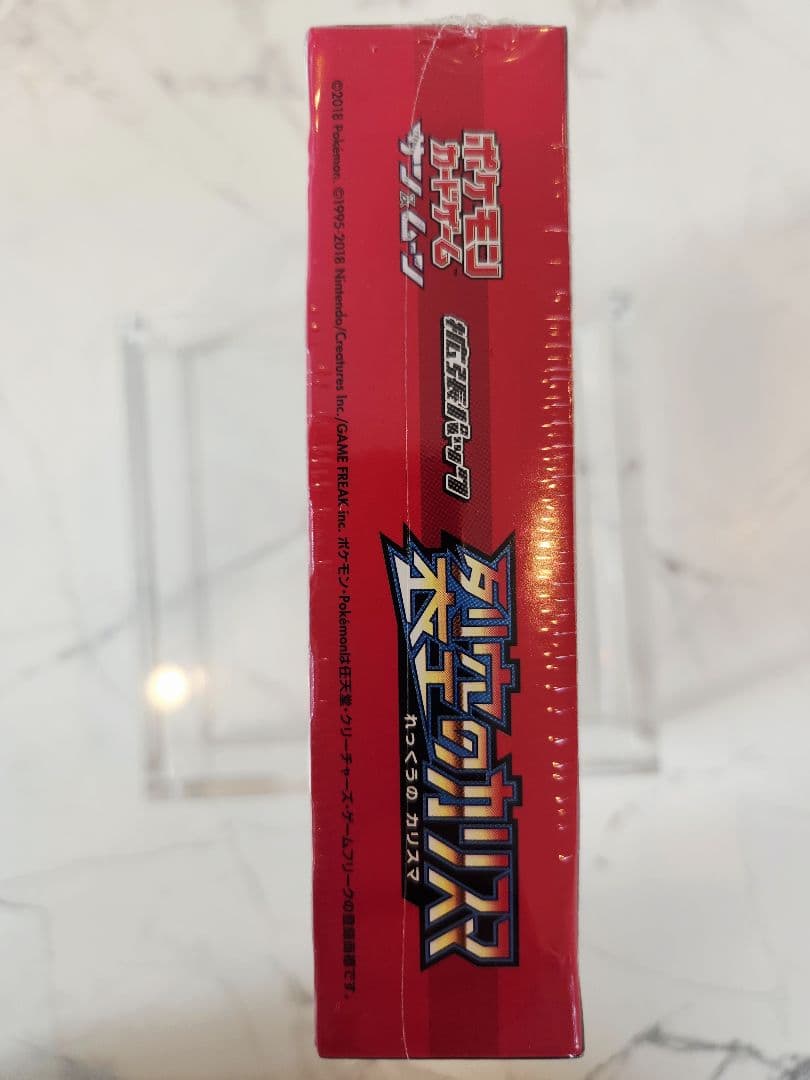 ポケモン
カードゲーム™
サン&ムーン
拡張パック
裂空のカリスマ
れっくうの カリスマ
©2018 Pokémon. ©1995-2018 Nintendo/Creatures Inc./GAME FREAK inc. ポケモン・Pokémonは任天堂・クリーチャーズ・ゲームフリークの登録商標です。